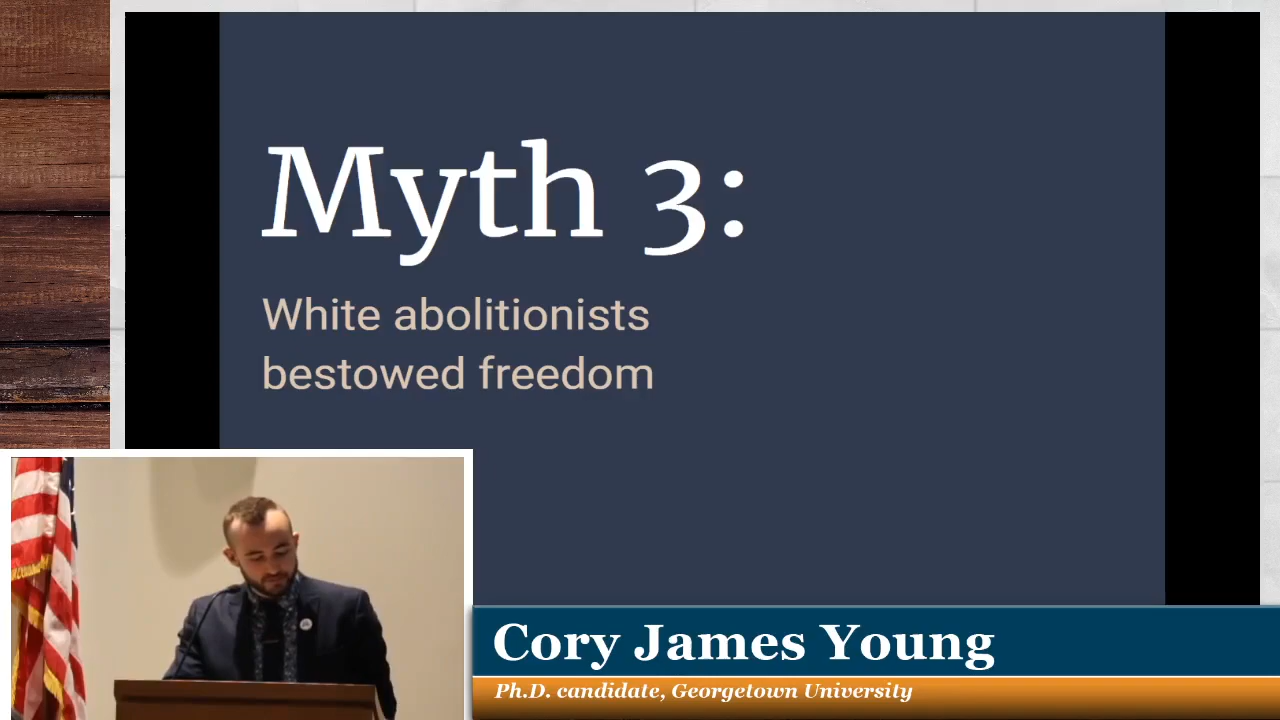 Myth 3:
White abolitionists
bestowed freedom
Cory James Young
Ph.D. candidate, Georgetown University